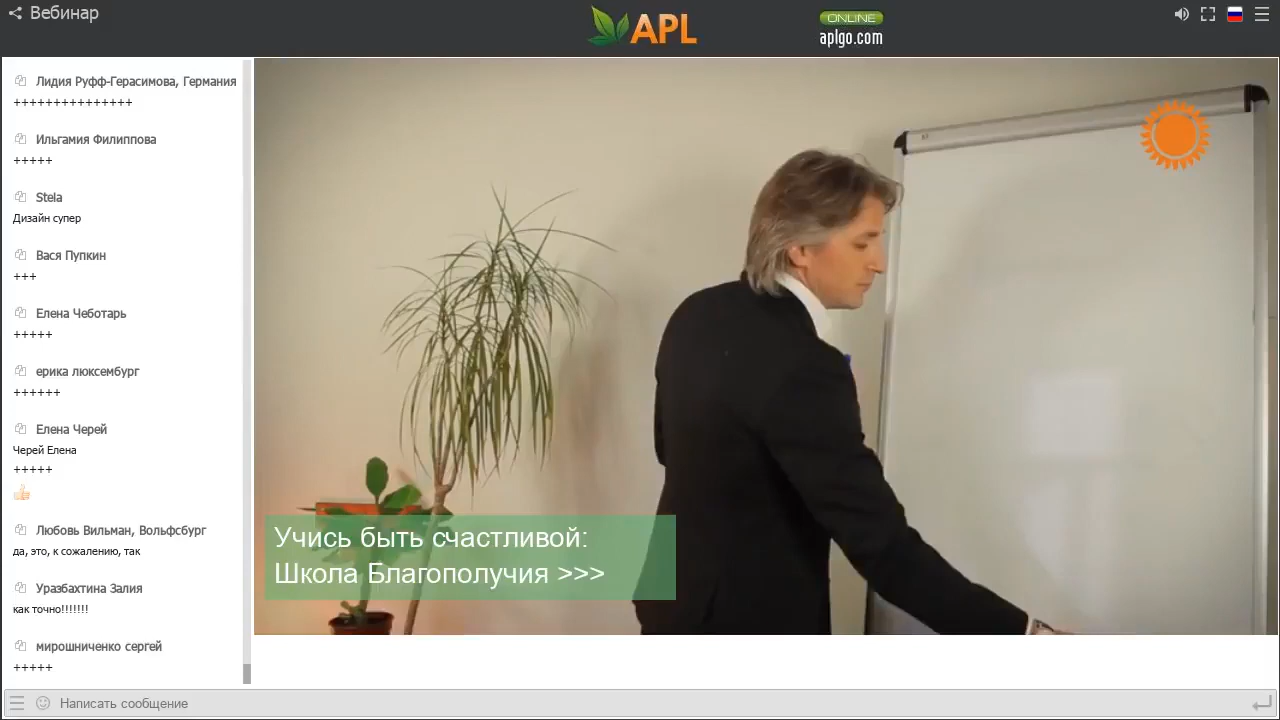 Вебинар
APL
ONLINE
aplgo.com
Лидия Руфф-Герасимова, Германия
+++++++++++++++
Ильгамия Филиппова
+++++
Stela
Дизайн супер
Вася Пупкин
+++
Елена Чеботарь
+++++
ерика люксембург
++++++
Елена Черей
Черей Елена
+++++
Любовь Вильман, Вольфсбург
да, это, к сожалению, так
Уразбахтина Залия
как точно!!!!!!!
мирошниченко сергей
+++++
Учись быть счастливой:
Школа Благополучия >>>
Написать сообщение